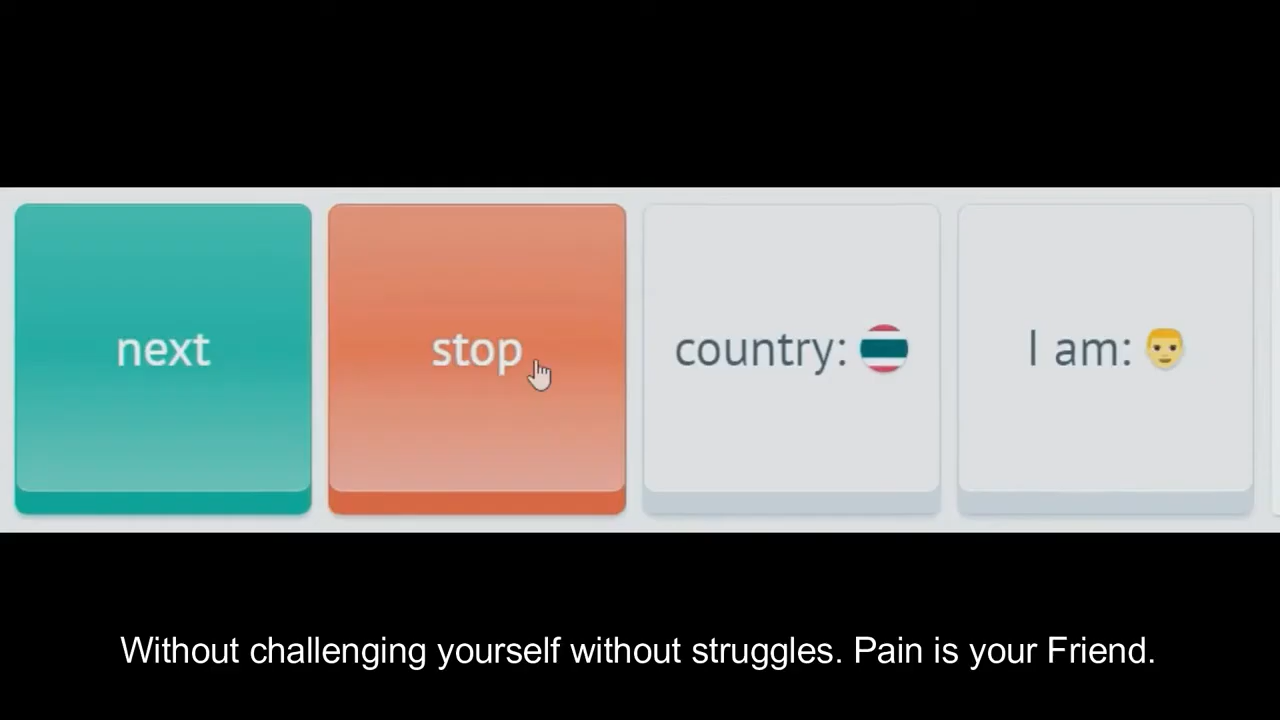 next stop country: I am:
Without challenging yourself without struggles. Pain is your Friend.